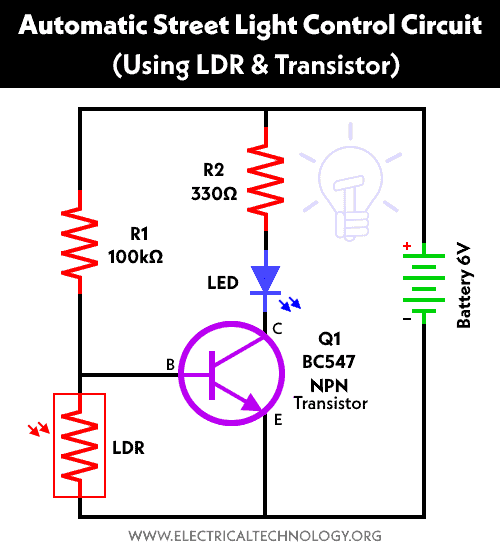 Automatic Street Light Control Circuit
(Using LDR & Transistor)
R2
330Ω
R1
100kΩ
LED
+
Battery 6V
–
C
B
Q1
BC547
NPN
Transistor
E
LDR
WWW.ELECTRICALTECHNOLOGY.ORG